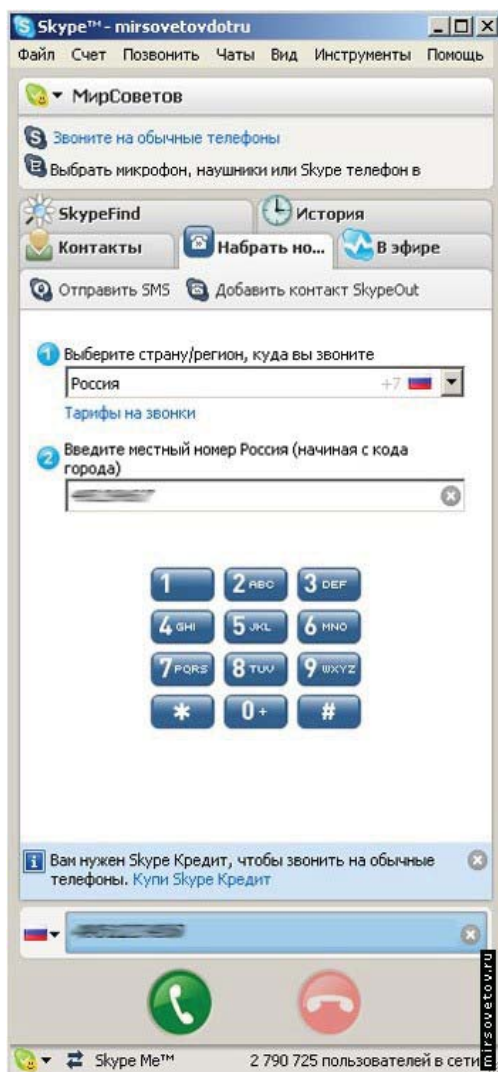 Skype™ - mirsovetovdotru
Файл Счет Позвонить Чаты Вид Инструменты Помощь
МирСоветов
Звоните на обычные телефоны
Выбрать микрофон, наушники или Skype телефон в
SkypeFind История
Контакты Набрать но... В эфире
Отправить SMS Добавить контакт SkypeOut
1 Выберите страну/регион, куда вы звоните
Россия +7
Тарифы на звонки
2 Введите местный номер Россия (начиная с кода
города)
1 2 ABC 3 DEF
4 GHI 5 JKL 6 MNO
7 PQRS 8 TUV 9 WXYZ
* 0 + #
Вам нужен Skype Кредит, чтобы звонить на обычные
телефоны. Купи Skype Кредит
Skype Me™ 2 790 725 пользователей в сети
mirsovetov.ru